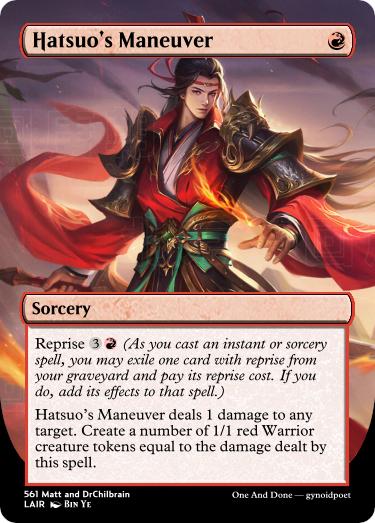 Hatsuo's Maneuver
Sorcery
Reprise 3 (As you cast an instant or sorcery
spell, you may exile one card with reprise from
your graveyard and pay its reprise cost. If you
do, add its effects to that spell.)
Hatsuo's Maneuver deals 1 damage to any
target. Create a number of 1/1 red Warrior
creature tokens equal to the damage dealt by
this spell.
561 Matt and DrChilbrain
One And Done — gynoidpoet
LAIR BIN YE